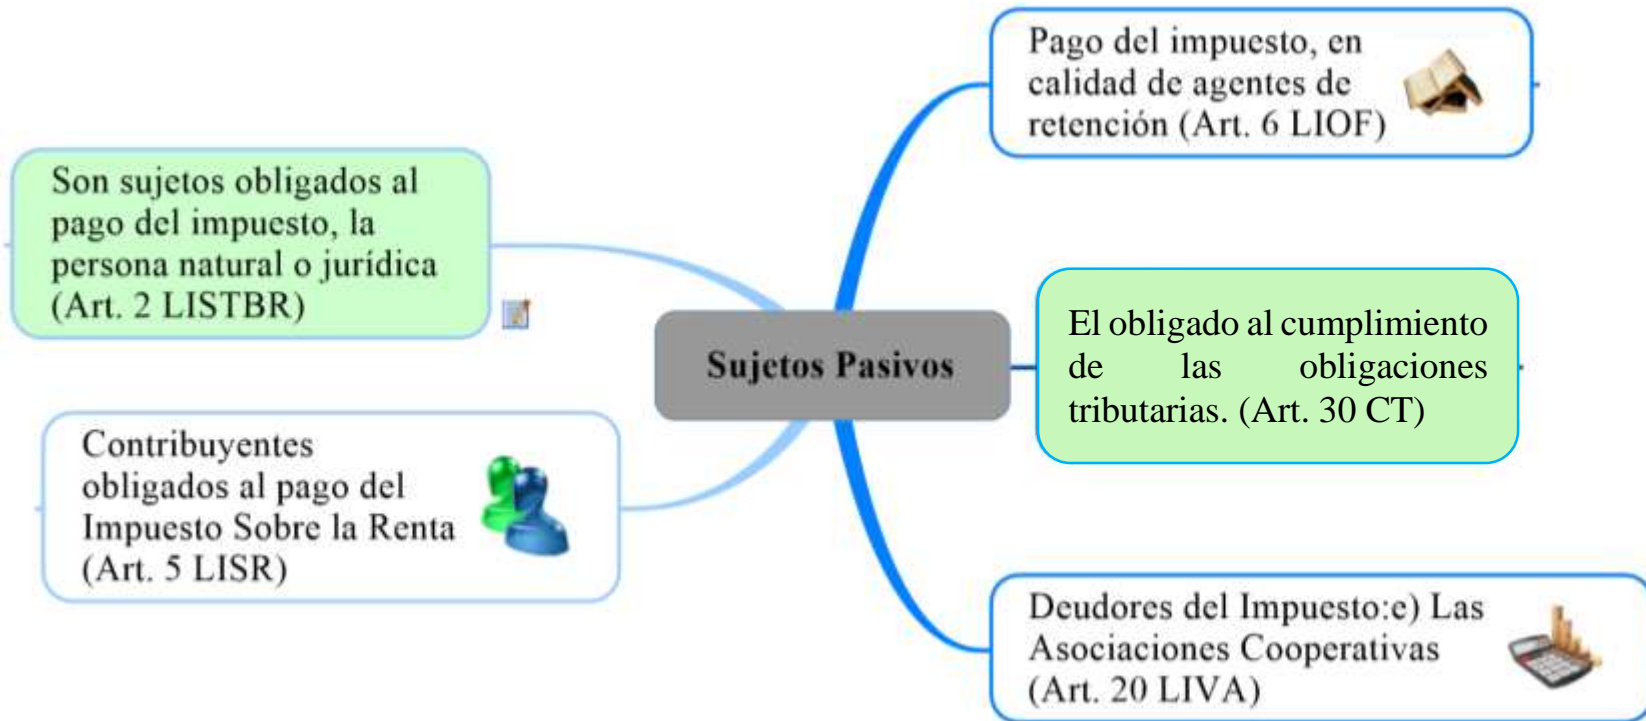 Pago del impuesto, en
calidad de agentes de
retención (Art. 6 LIOF)
Son sujetos obligados al
pago del impuesto, la
persona natural o jurídica
(Art. 2 LISTBR)
Sujetos Pasivos
El obligado al cumplimiento
de las obligaciones
tributarias. (Art. 30 CT)
Contribuyentes
obligados al pago del
Impuesto Sobre la Renta
(Art. 5 LISR)
Deudores del Impuesto:e) Las
Asociaciones Cooperativas
(Art. 20 LIVA)